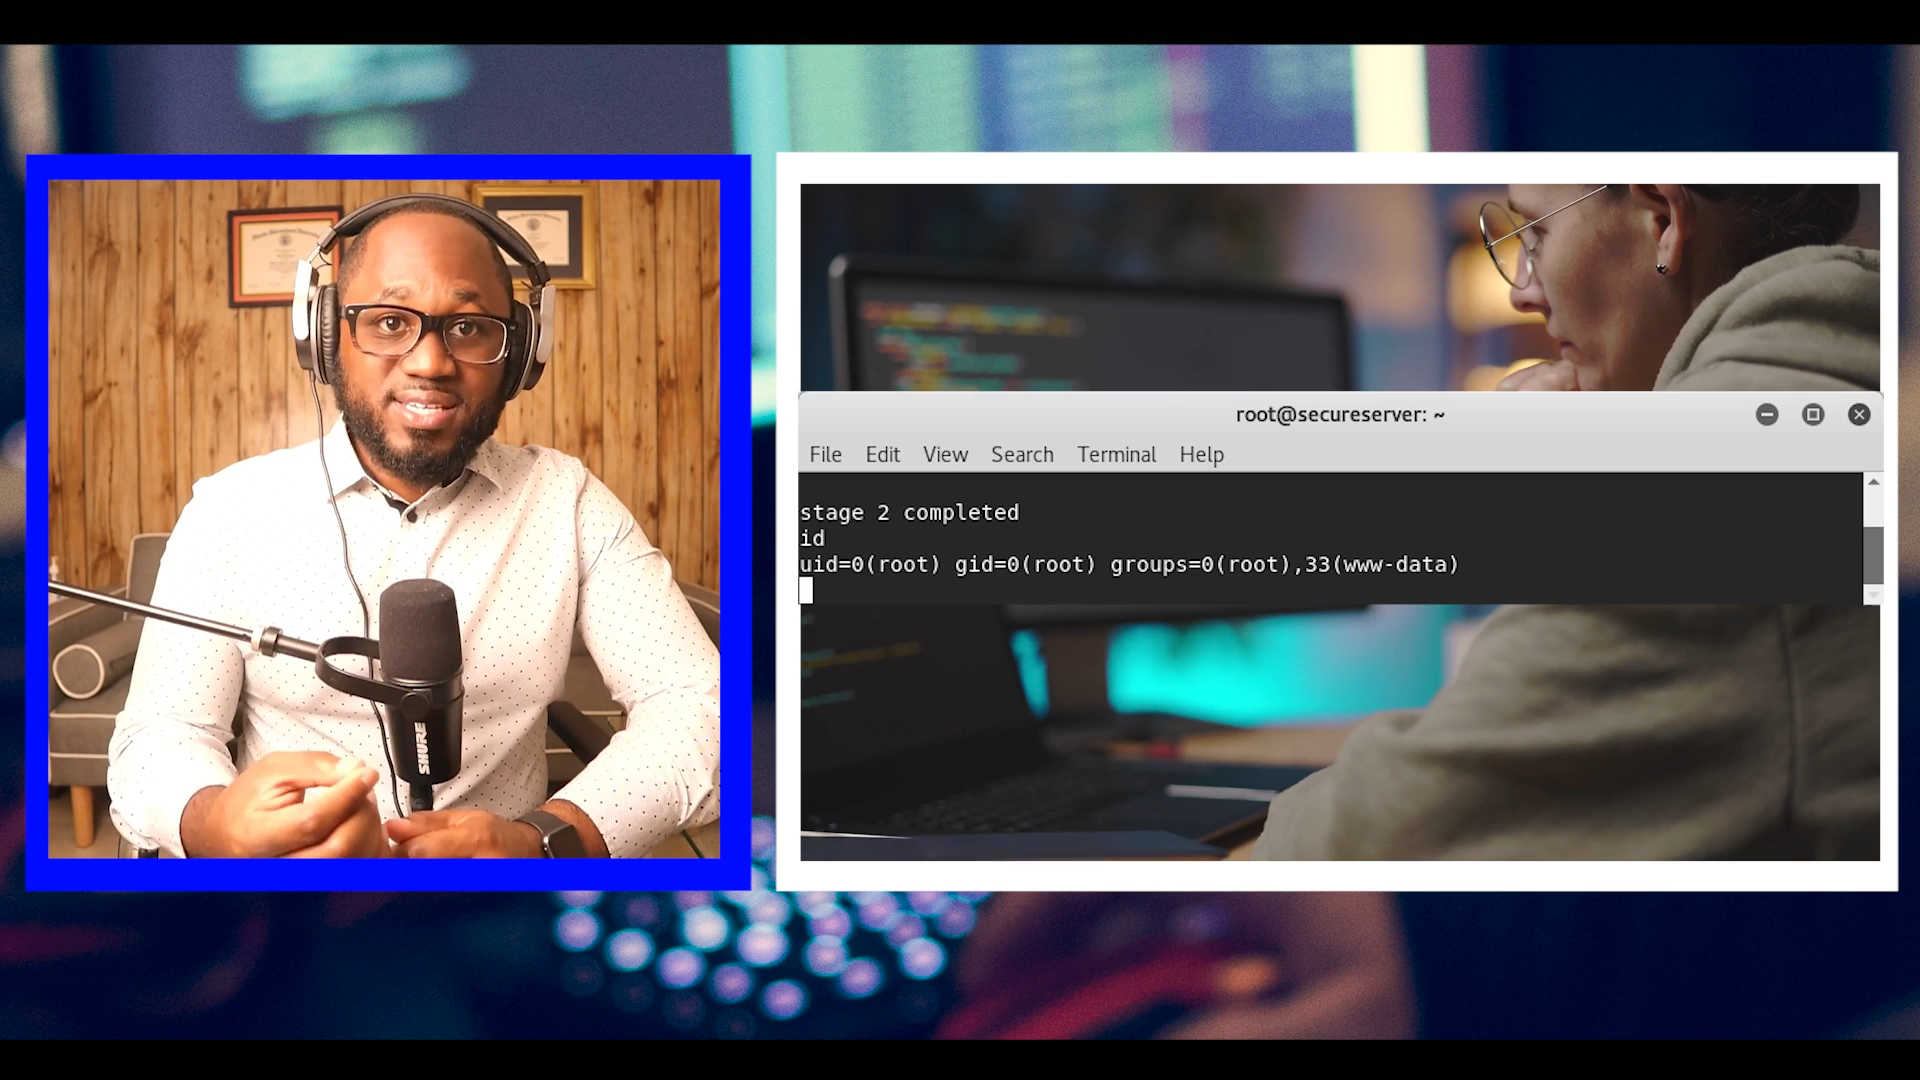 SHURE
root@secureserver: ~
File Edit View Search Terminal Help
stage 2 completed
id
uid=0(root) gid=0(root) groups=0(root),33(www-data)